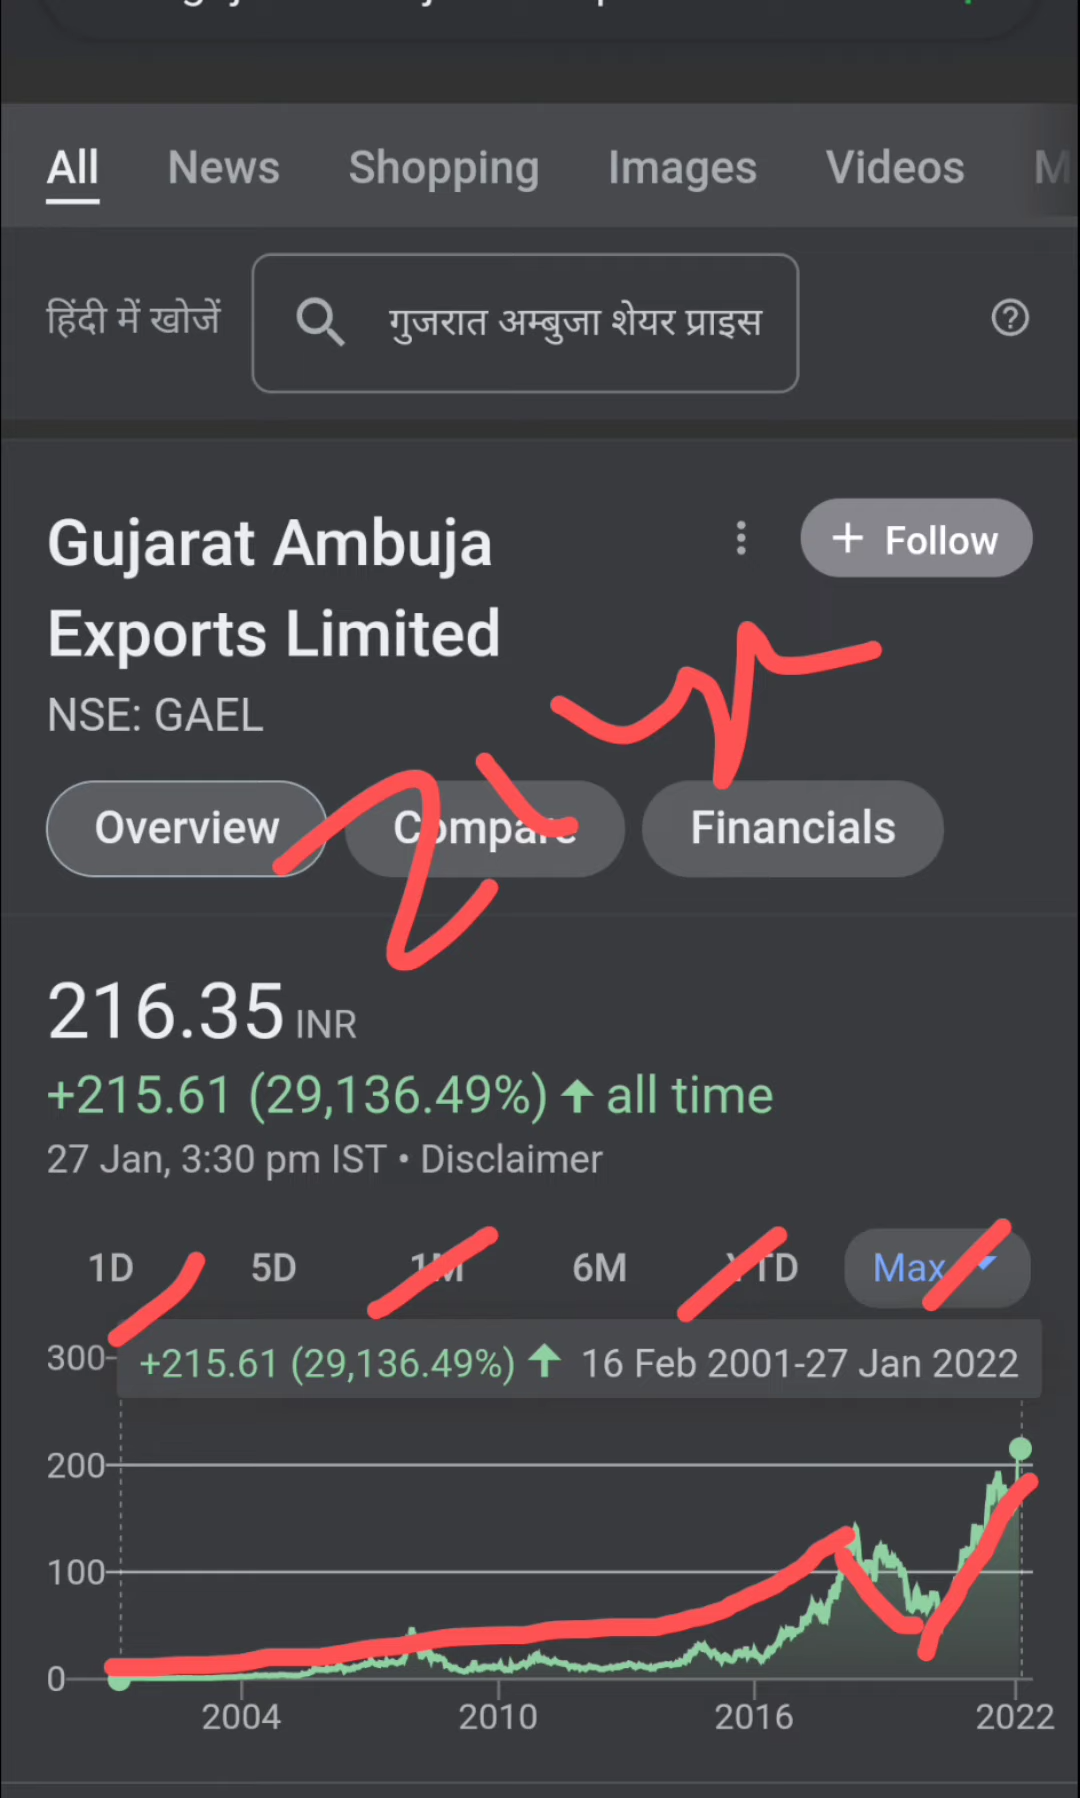 All News Shopping Images Videos M
हिंदी में खोजें गुजरात अम्बुजा शेयर प्राइस
Gujarat Ambuja
Exports Limited
+ Follow
NSE: GAEL
Overview Compare Financials
216.35 INR
+215.61 (29,136.49%) ↑ all time
27 Jan, 3:30 pm IST • Disclaimer
1D 5D 1M 6M YTD Max
300
+215.61 (29,136.49%) ↑ 16 Feb 2001-27 Jan 2022
200
100
0
2004 2010 2016 2022